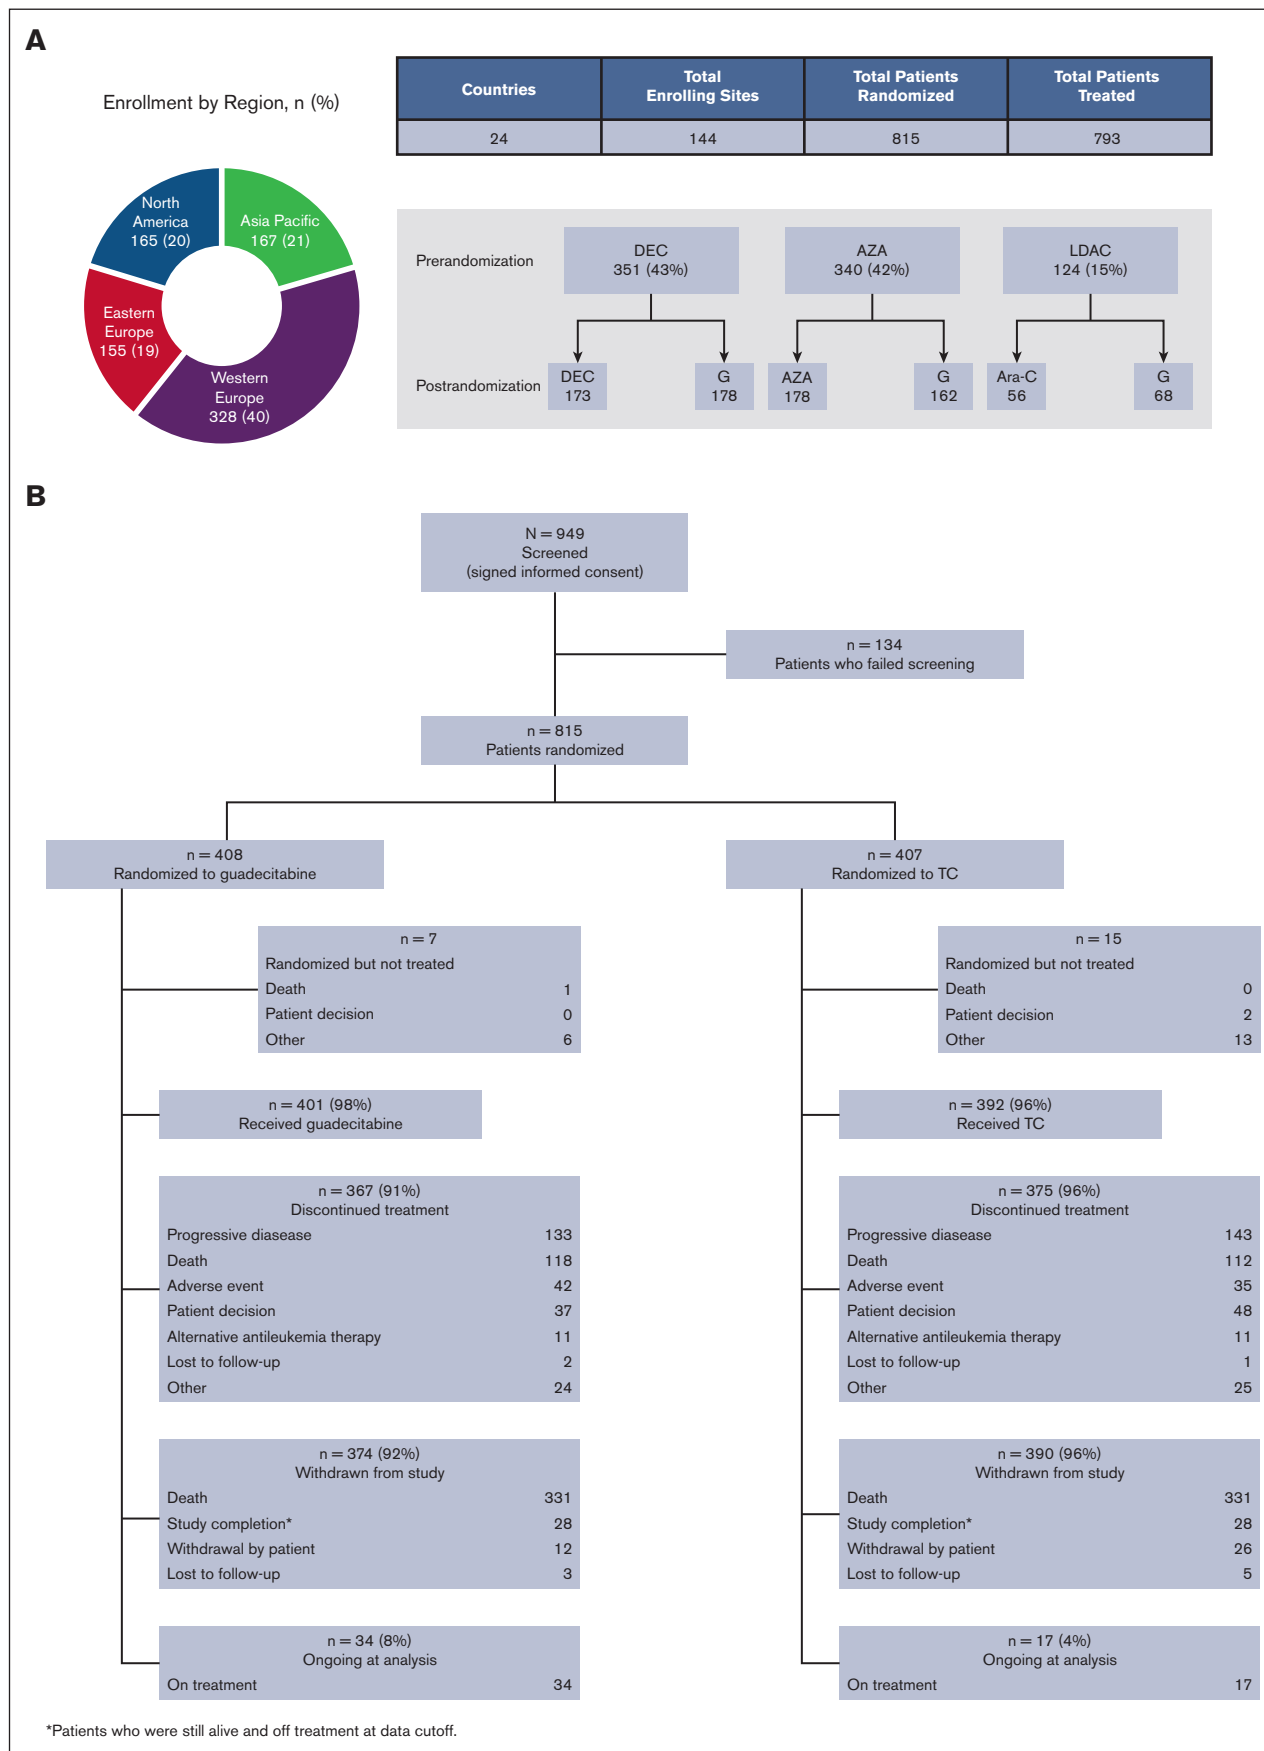 A
Enrollment by Region, n (%)
North
America
165 (20)
Asia Pacific
167 (21)
Eastern
Europe
155 (19)
Western
Europe
328 (40)
Countries
Total
Enrolling Sites
Total Patients
Randomized
Total Patients
Treated
24
144
815
793
Prerandomization
DEC
351 (43%)
AZA
340 (42%)
LDAC
124 (15%)
Postrandomization
DEC
173
G
178
AZA
178
G
162
Ara-C
56
G
68
B
N = 949
Screened
(signed informed consent)
n = 134
Patients who failed screening
n = 815
Patients randomized
n = 408
Randomized to guadecitabine
n = 7
Randomized but not treated
Death 1
Patient decision 0
Other 6
n = 401 (98%)
Received guadecitabine
n = 367 (91%)
Discontinued treatment
Progressive diasease 133
Death 118
Adverse event 42
Patient decision 37
Alternative antileukemia therapy 11
Lost to follow-up 2
Other 24
n = 374 (92%)
Withdrawn from study
Death 331
Study completion* 28
Withdrawal by patient 12
Lost to follow-up 3
n = 34 (8%)
Ongoing at analysis
On treatment 34
n = 407
Randomized to TC
n = 15
Randomized but not treated
Death 0
Patient decision 2
Other 13
n = 392 (96%)
Received TC
n = 375 (96%)
Discontinued treatment
Progressive diasease 143
Death 112
Adverse event 35
Patient decision 48
Alternative antileukemia therapy 11
Lost to follow-up 1
Other 25
n = 390 (96%)
Withdrawn from study
Death 331
Study completion* 28
Withdrawal by patient 26
Lost to follow-up 5
n = 17 (4%)
Ongoing at analysis
On treatment 17
*Patients who were still alive and off treatment at data cutoff.